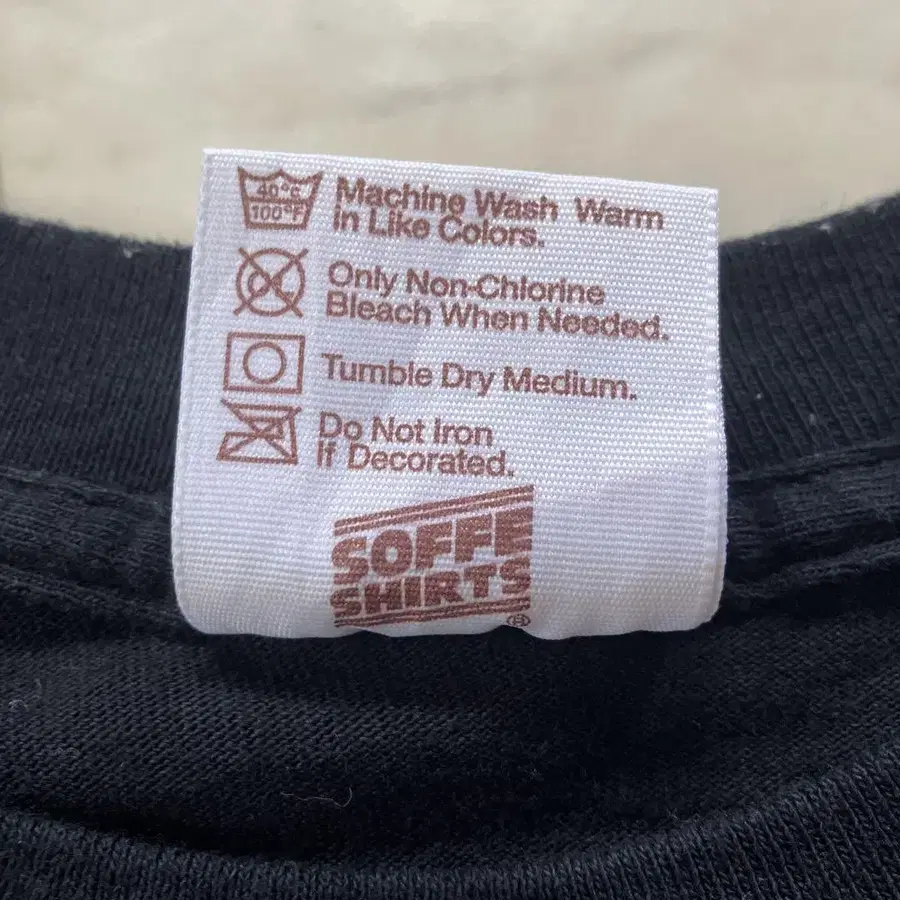 40°C
100°F
Machine Wash Warm
in Like Colors.
CL
Only Non-Chlorine
Bleach When Needed.
Tumble Dry Medium.
Do Not Iron
If Decorated.
SOFFE
SHIRTS
®